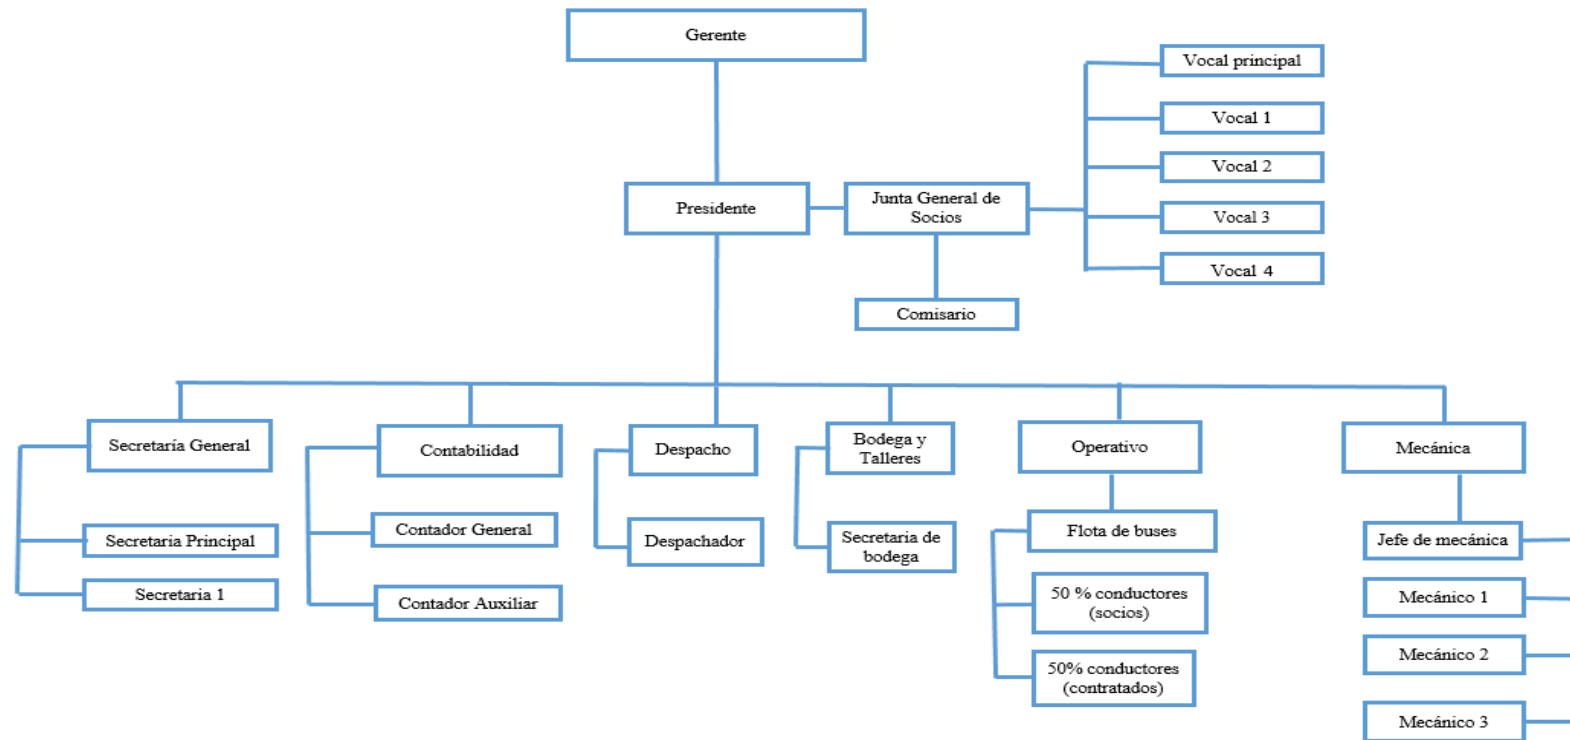 Gerente
Vocal principal
Vocal 1
Vocal 2
Vocal 3
Vocal 4
Presidente
Junta General de
Socios
Comisario
Secretaría General
Secretaria Principal
Secretaria 1
Contabilidad
Contador General
Contador Auxiliar
Despacho
Despachador
Bodega y
Talleres
Secretaria de
bodega
Operativo
Flota de buses
50 % conductores
(socios)
50% conductores
(contratados)
Mecánica
Jefe de mecánica
Mecánico 1
Mecánico 2
Mecánico 3